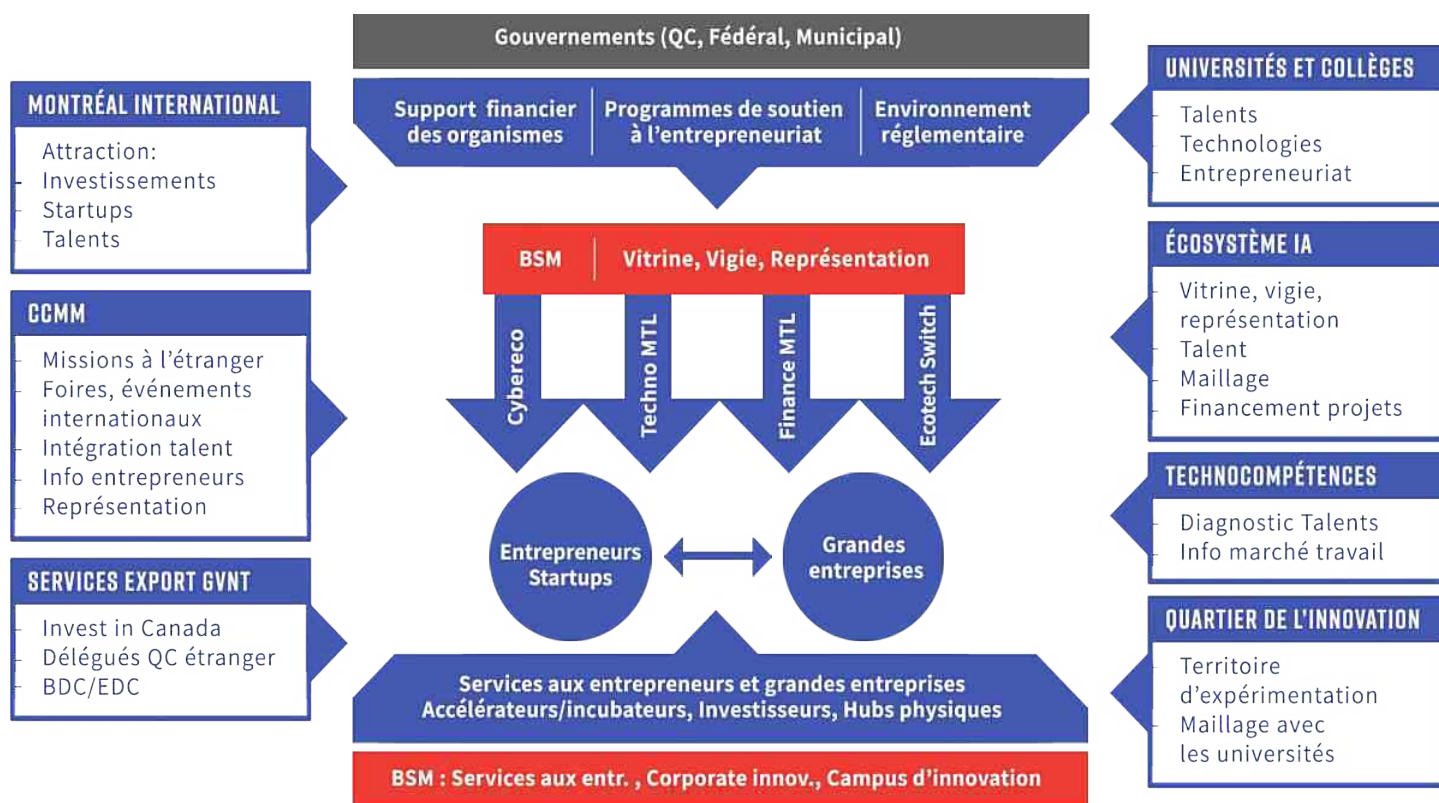 Gouvernements (QC, Fédéral, Municipal)
Support financier
des organismes
Programmes de soutien
à l'entrepreneuriat
Environnement
réglementaire
MONTRÉAL INTERNATIONAL
Attraction:
Investissements
Startups
Talents
CCMM
Missions à l'étranger
Foires, événements
internationaux
Intégration talent
Info entrepreneurs
Représentation
SERVICES EXPORT GVNT
Invest in Canada
Délégués QC étranger
BDC/EDC
BSM
Vitrine, Vigie, Représentation
Cybereco
Techno MTL
Finance MTL
Ecotech Switch
Entrepreneurs
Startups
Grandes
entreprises
Services aux entrepreneurs et grandes entreprises
Accélérateurs/incubateurs, Investisseurs, Hubs physiques
BSM : Services aux entr. , Corporate innov., Campus d'innovation
UNIVERSITÉS ET COLLÈGES
Talents
Technologies
Entrepreneuriat
ÉCOSYSTÈME IA
Vitrine, vigie,
représentation
Talent
Maillage
Financement projets
TECHNOCOMPÉTENCES
Diagnostic Talents
Info marché travail
QUARTIER DE L'INNOVATION
Territoire
d'expérimentation
Maillage avec
les universités